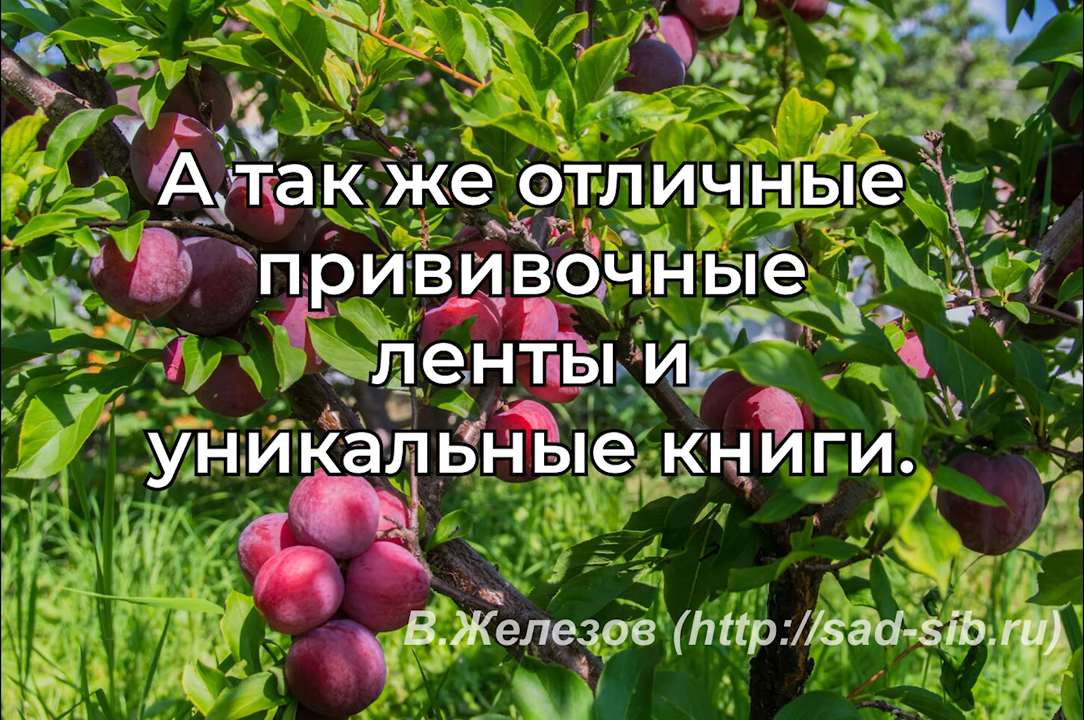 А так же отличные
прививочные
ленты и
уникальные книги.
В.Железов (http://sad-sib.ru)